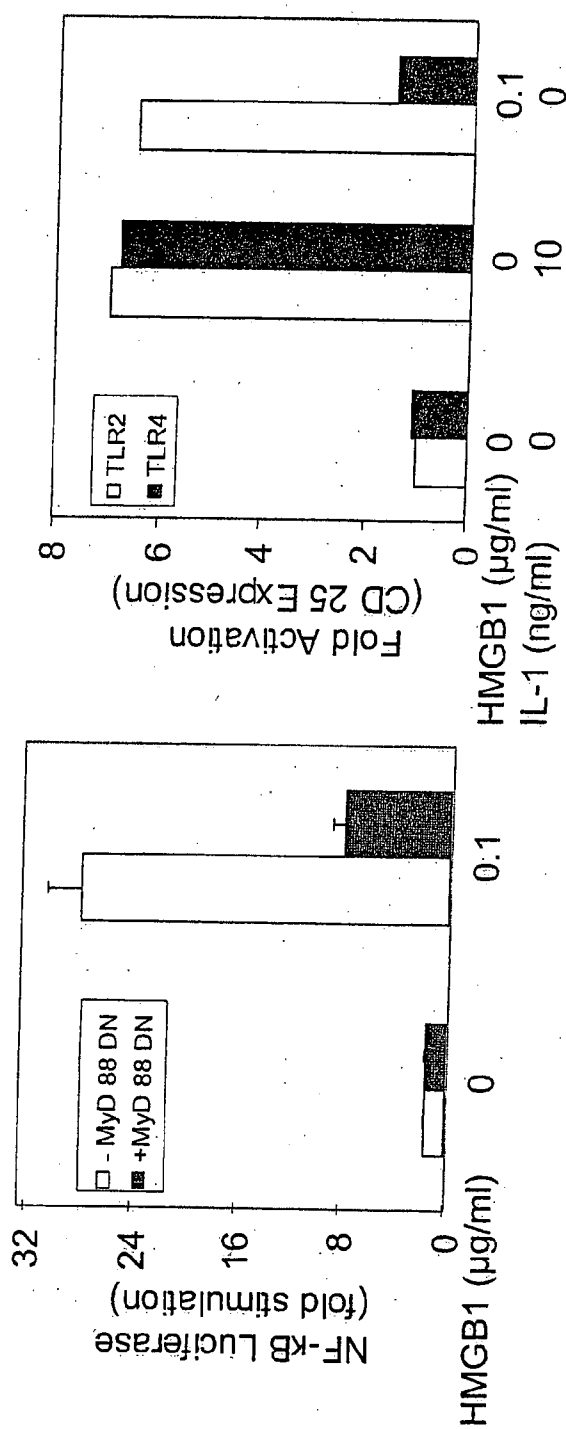 NF-κB Luciferase
(fold stimulation)
32
24
16
8
0
- MyD 88 DN
+MyD 88 DN
HMGB1 (µg/ml)
0
0.1
Fold Activation
(CD 25 Expression)
8
6
4
2
0
TLR2
TLR4
HMGB1 (µg/ml) 0 0 0.1
IL-1 (ng/ml) 0 10 0